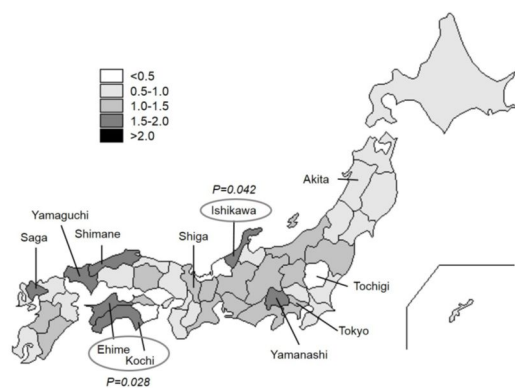 <0.5
0.5-1.0
1.0-1.5
1.5-2.0
>2.0
Akita
P=0.042
Ishikawa
Yamaguchi
Shimane
Saga
Shiga
Tochigi
Tokyo
Yamanashi
Ehime
Kochi
P=0.028